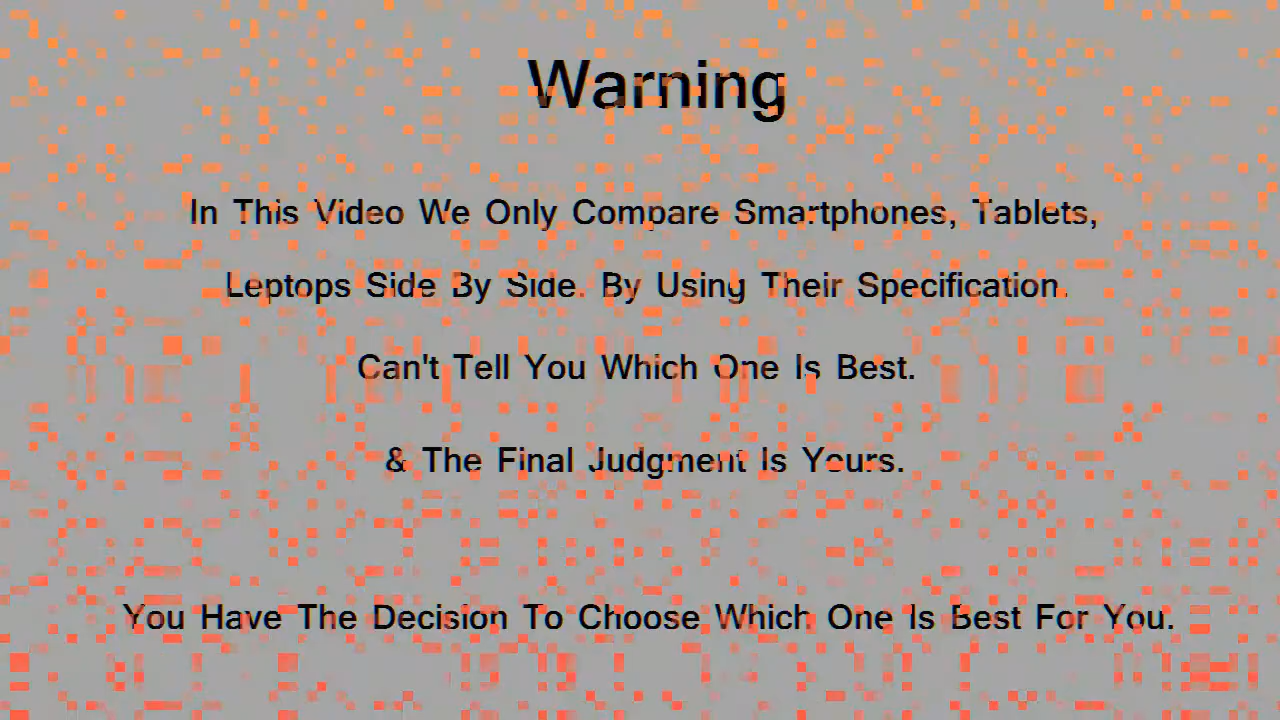 Warning
In This Video We Only Compare Smartphones, Tablets,
Leptops Side By Side. By Using Their Specification.
Can't Tell You Which One Is Best.
& The Final Judgment Is Yours.
You Have The Decision To Choose Which One Is Best For You.